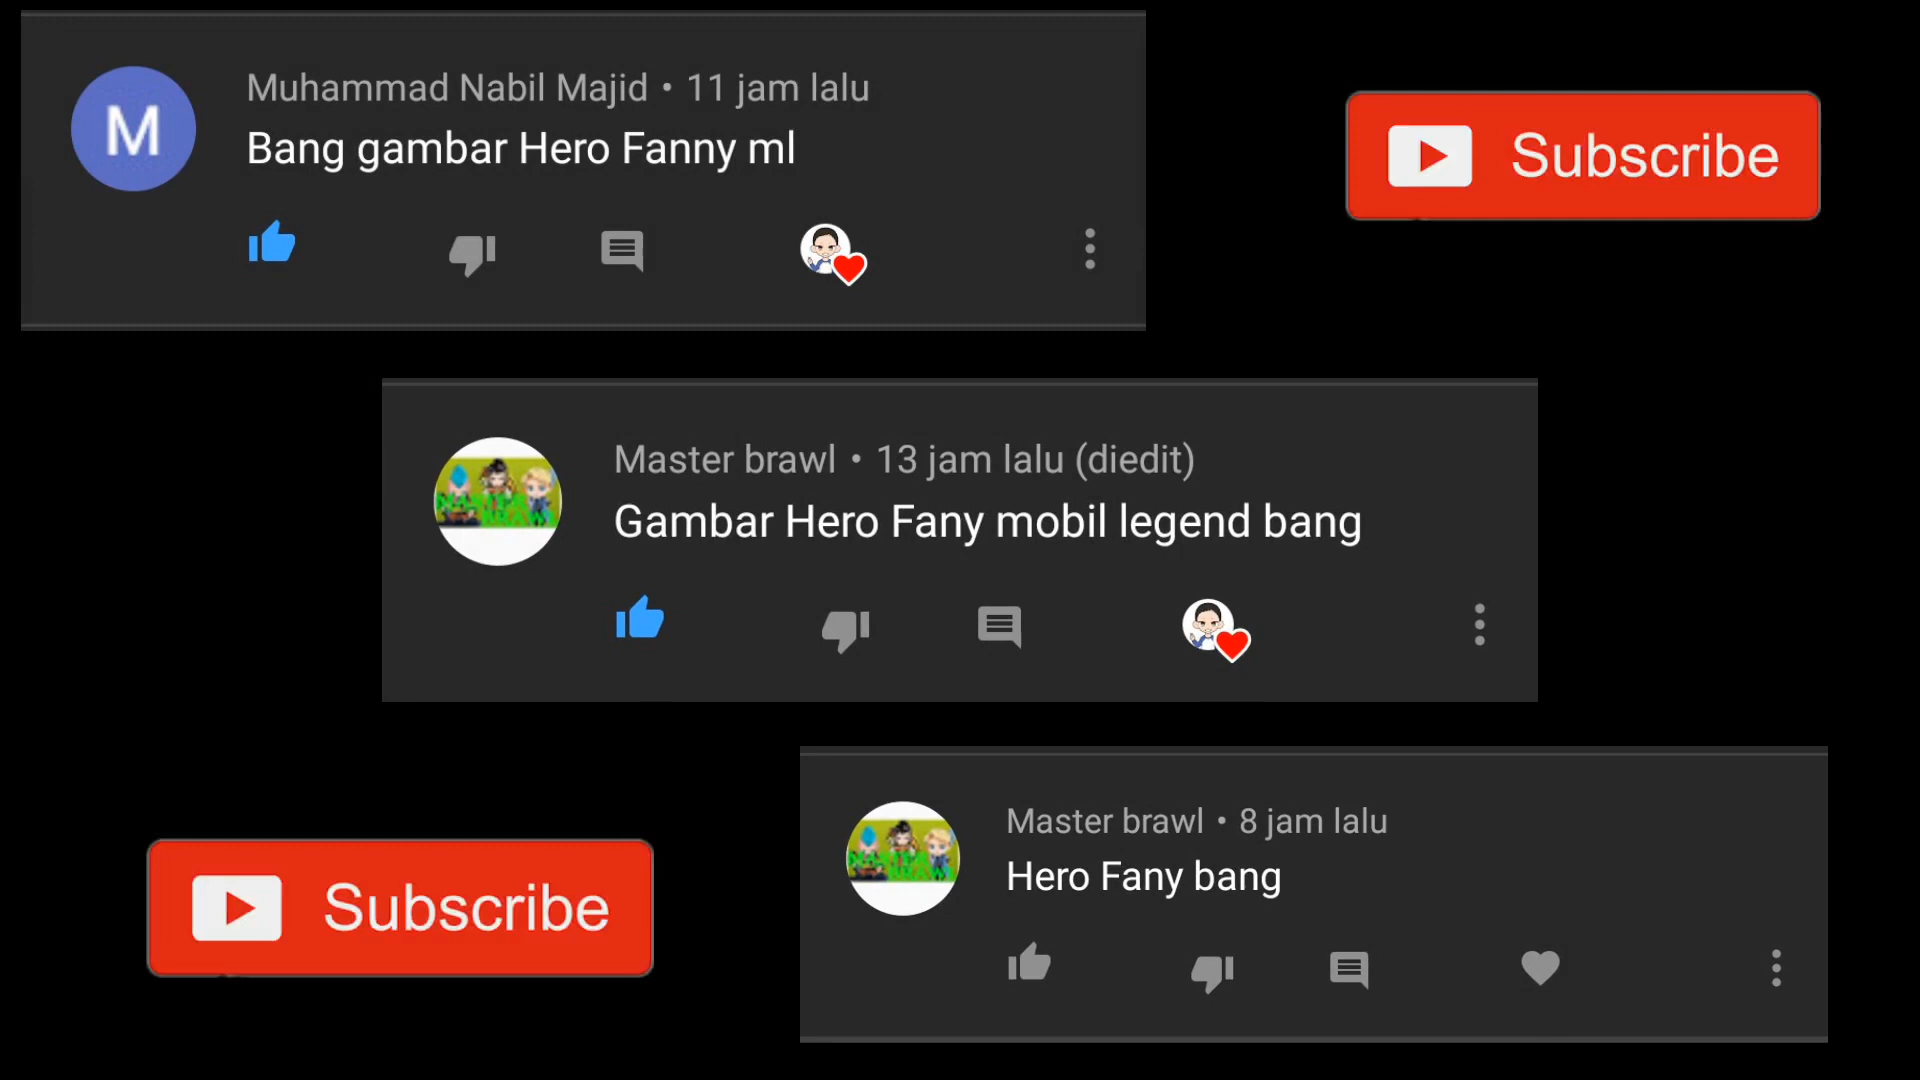 M
Muhammad Nabil Majid • 11 jam lalu
Bang gambar Hero Fanny ml
Subscribe
Master brawl • 13 jam lalu (diedit)
Gambar Hero Fany mobil legend bang
Master brawl • 8 jam lalu
Hero Fany bang
Subscribe